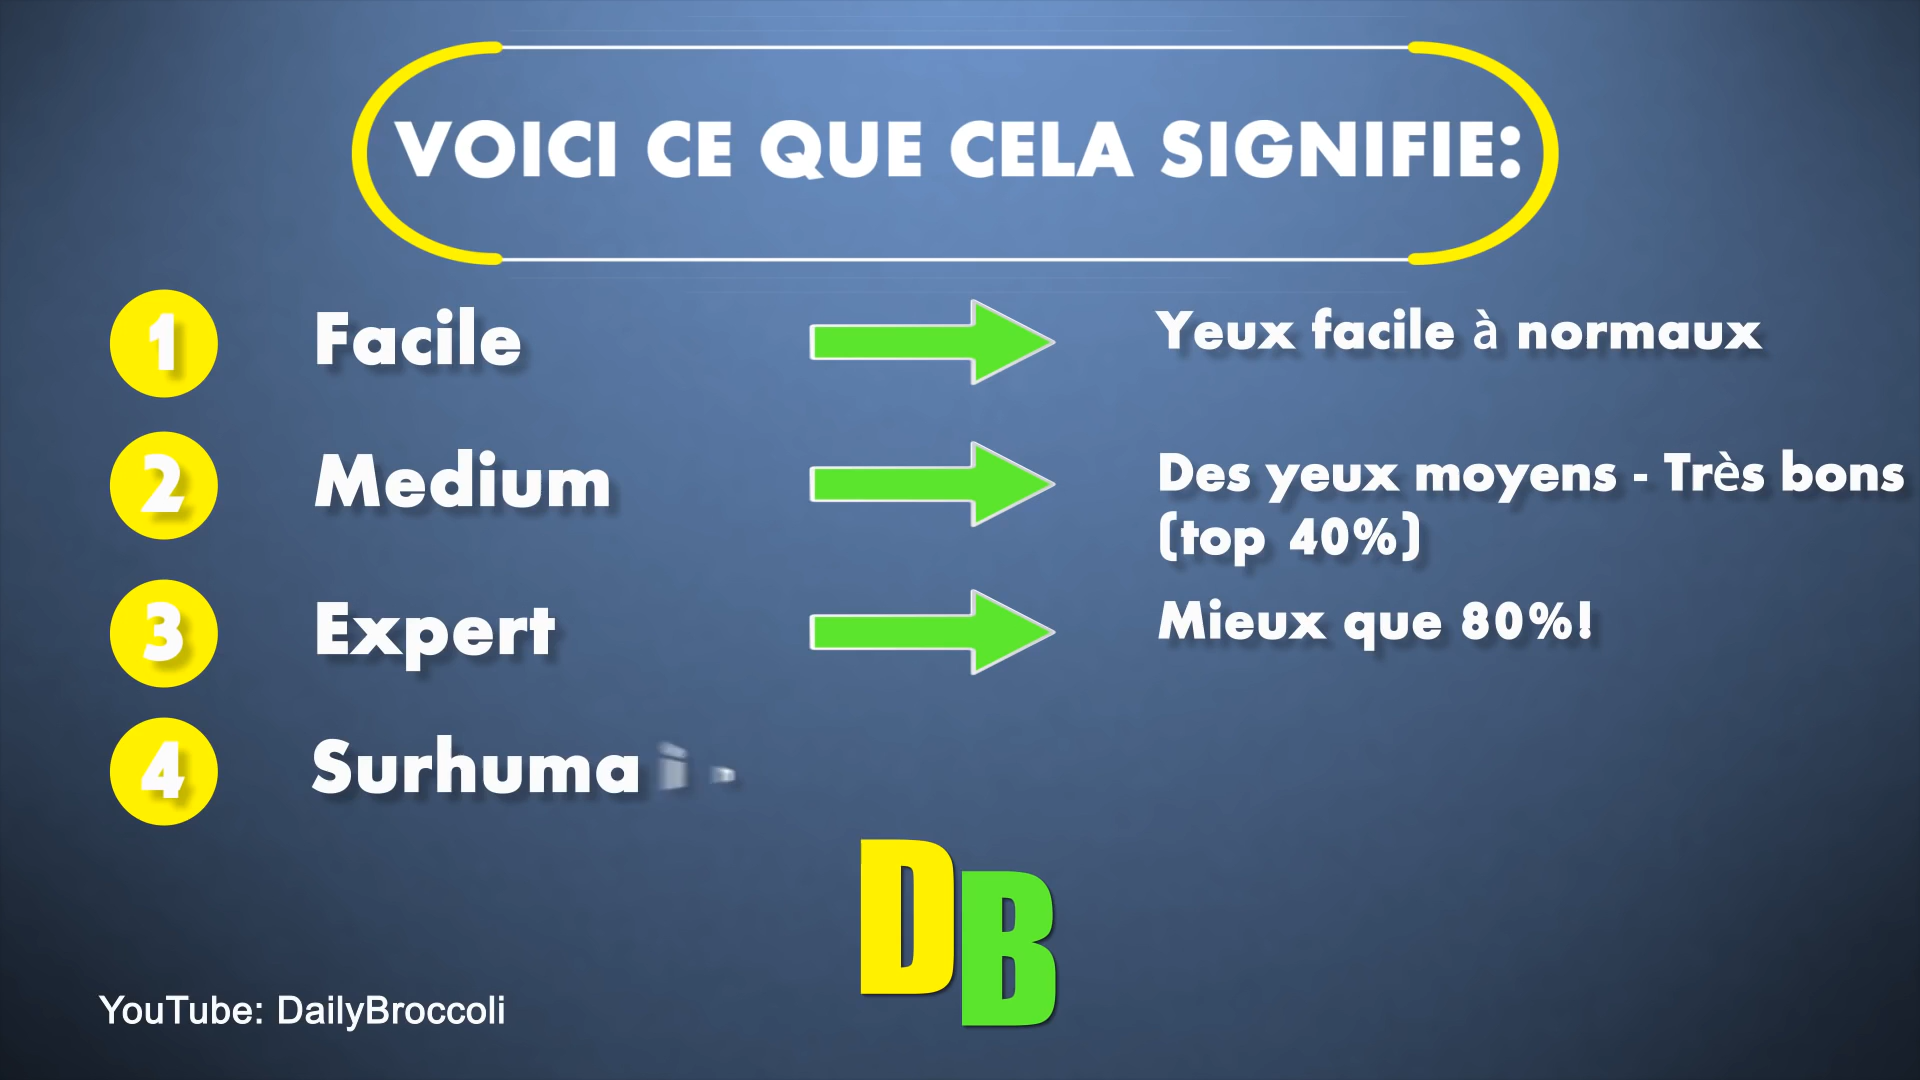 VOICI CE QUE CELA SIGNIFIE:
1 Facile Yeux facile à normaux
2 Medium Des yeux moyens - Très bons
(top 40%)
3 Expert Mieux que 80%!
4
DB
YouTube: DailyBroccoli